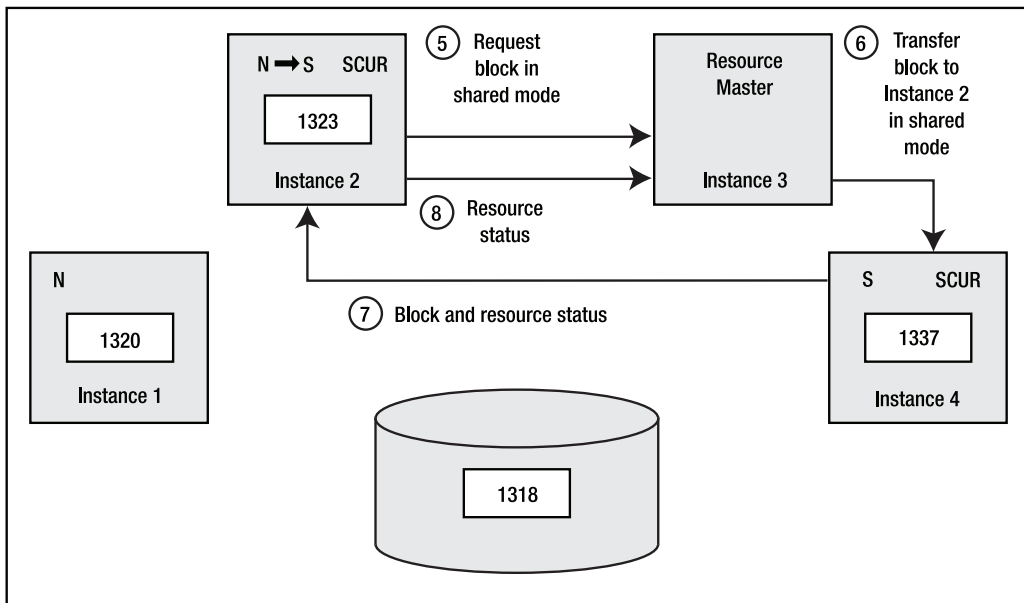 N → S SCUR
1323
Instance 2
5 Request
block in
shared mode
Resource
Master
Instance 3
6 Transfer
block to
Instance 2
in shared
mode
8 Resource
status
N
1320
Instance 1
7 Block and resource status
S SCUR
1337
Instance 4
1318